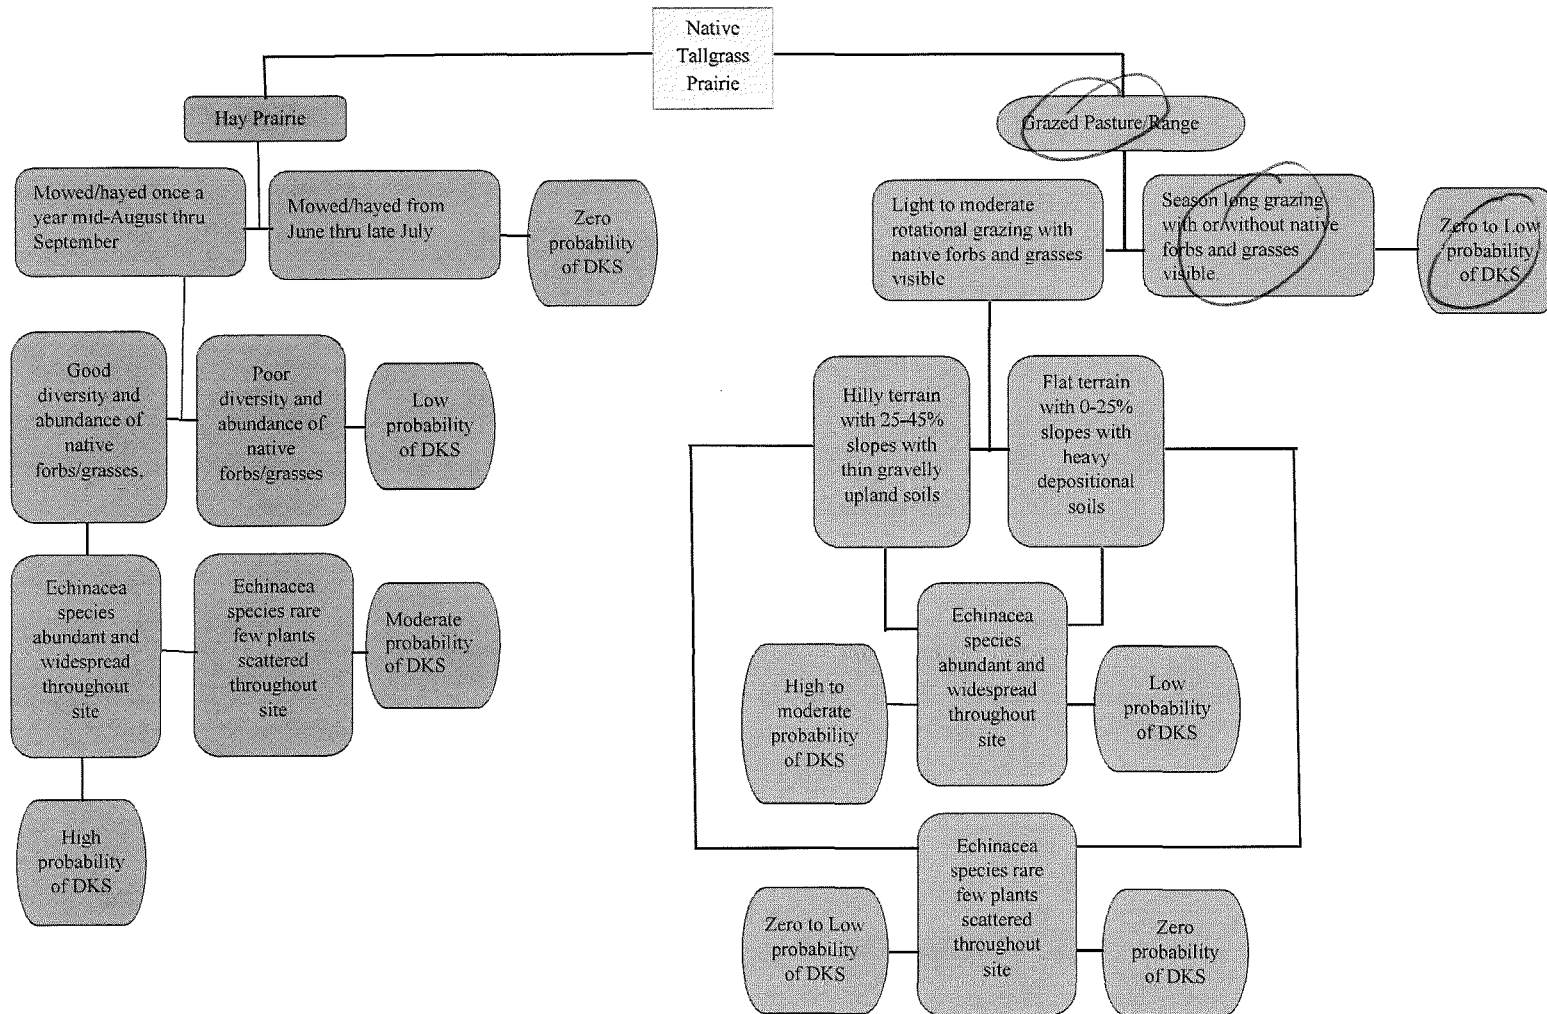 Native
Tallgrass
Prairie
Hay Prairie
Grazed Pasture/Range
Mowed/hayed once a
year mid-August thru
September
Mowed/hayed from
June thru late July
Zero
probability
of DKS
Light to moderate
rotational grazing with
native forbs and grasses
visible
Season long grazing
with or without native
forbs and grasses
visible
Zero to Low
probability
of DKS
Good
diversity and
abundance of
native
forbs/grasses,
Poor
diversity and
abundance of
native
forbs/grasses
Low
probability
of DKS
Hilly terrain
with 25-45%
slopes with
thin gravelly
upland soils
Flat terrain
with 0-25%
slopes with
heavy
depositional
soils
Echinacea
species
abundant and
widespread
throughout
site
Echinacea
species rare
few plants
scattered
throughout
site
Moderate
probability
of DKS
Echinacea
species
abundant and
widespread
throughout
site
High to
moderate
probability
of DKS
Low
probability
of DKS
High
probability
of DKS
Echinacea
species rare
few plants
scattered
throughout
site
Zero to Low
probability
of DKS
Zero
probability
of DKS